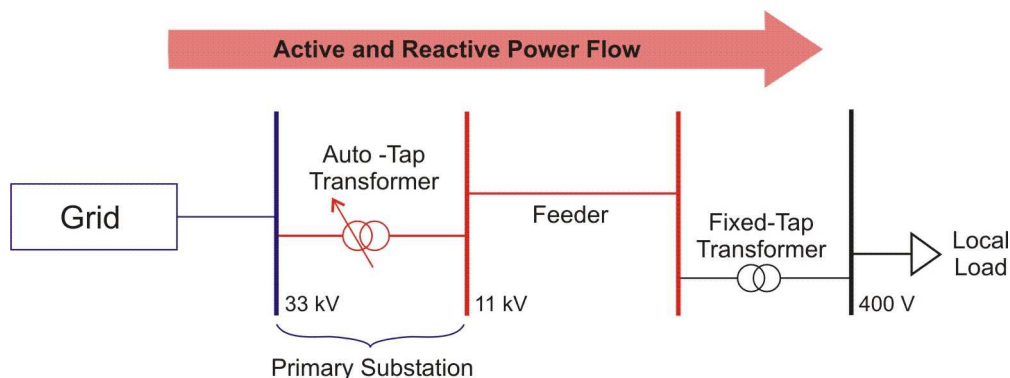 Active and Reactive Power Flow
Auto -Tap
Transformer
Grid
Feeder
Fixed-Tap
Transformer
Local
Load
33 kV
11 kV
400 V
Primary Substation